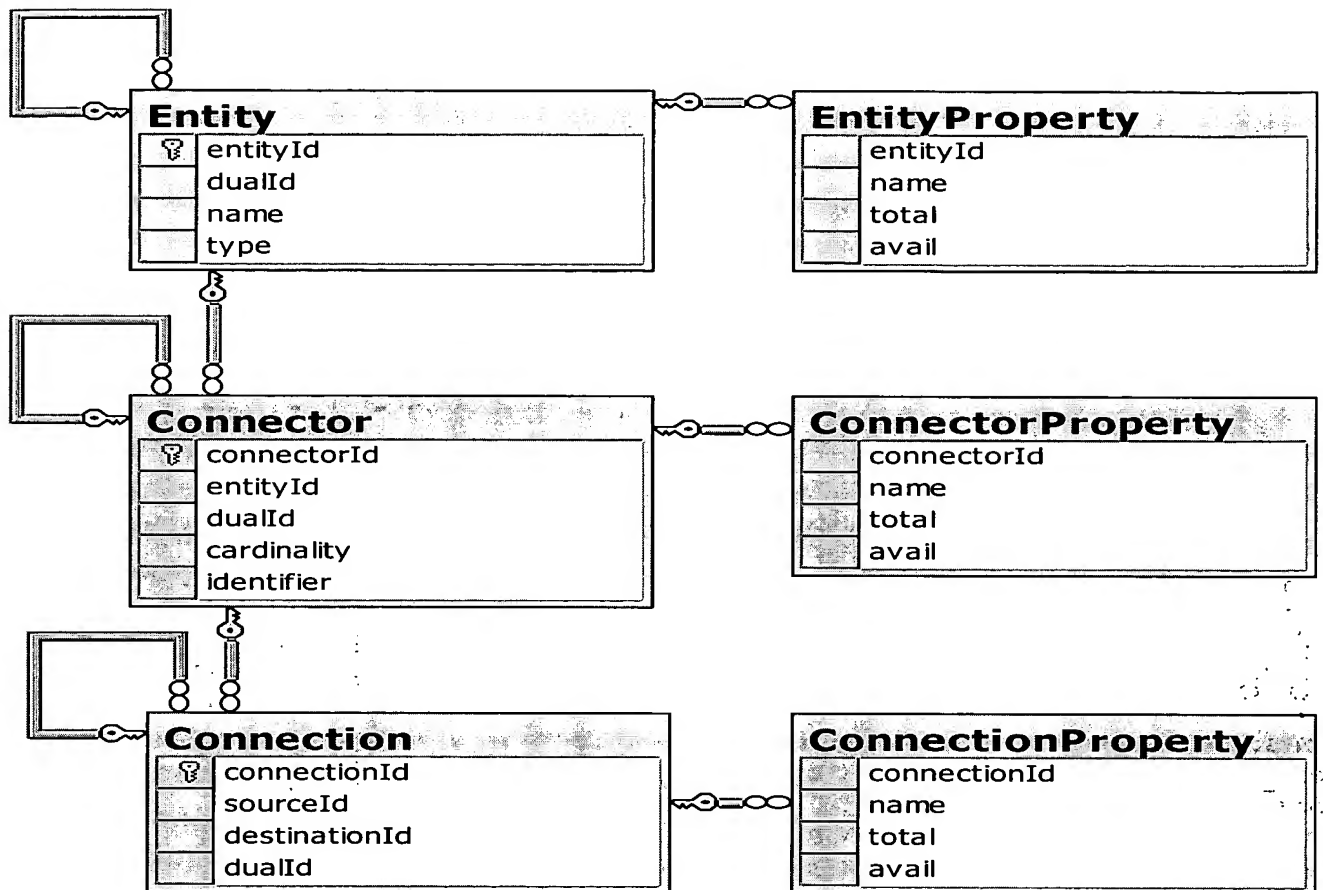 Entity
entityId
dualId
name
type
EntityProperty
entityId
name
total
avail
Connector
connectorId
entityId
dualId
cardinality
identifier
ConnectorProperty
connectorId
name
total
avail
Connection
connectionId
sourceId
destinationId
dualId
ConnectionProperty
connectionId
name
total
avail